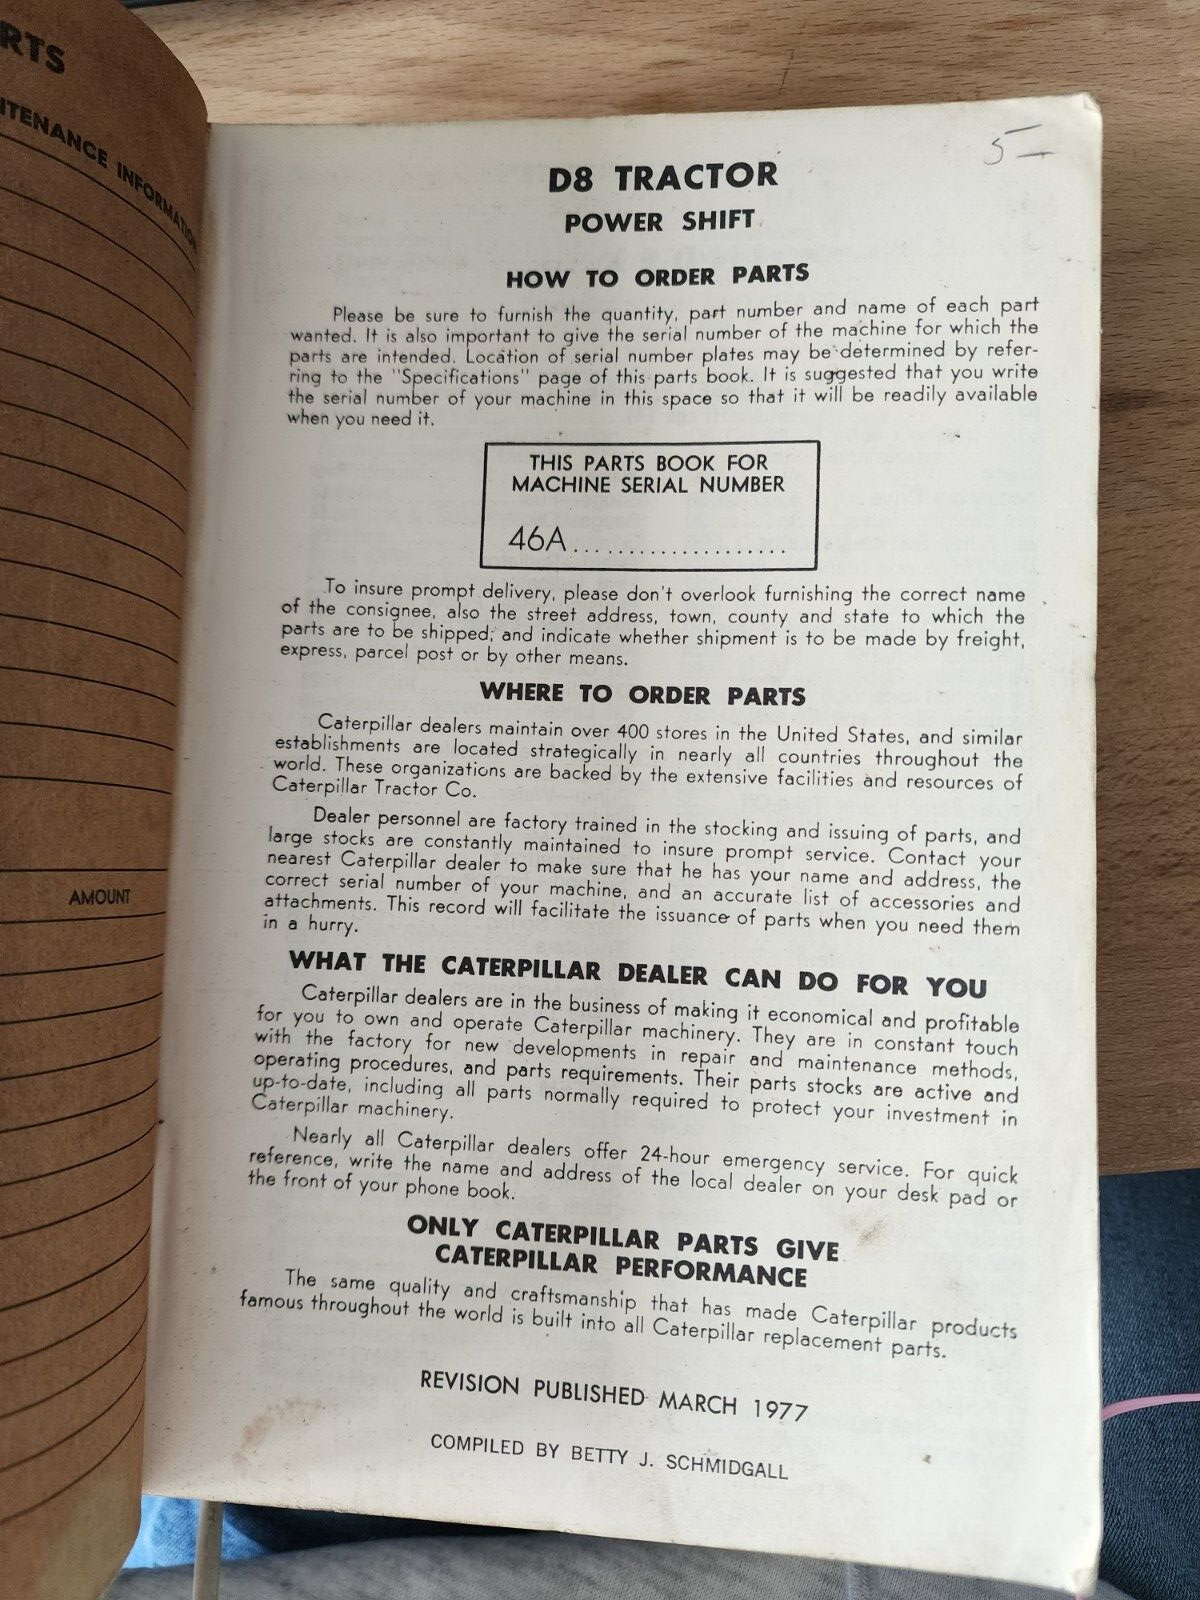 RTS
NTENANCE INFORMATION
AMOUNT
5—
D8 TRACTOR
POWER SHIFT
HOW TO ORDER PARTS
Please be sure to furnish the quantity, part number and name of each part
wanted. It is also important to give the serial number of the machine for which the
parts are intended. Location of serial number plates may be determined by refer-
ring to the "Specifications" page of this parts book. It is suggested that you write
the serial number of your machine in this space so that it will be readily available
when you need it.
THIS PARTS BOOK FOR
MACHINE SERIAL NUMBER
46A....................
To insure prompt delivery, please don't overlook furnishing the correct name
of the consignee, also the street address, town, county and state to which the
parts are to be shipped; and indicate whether shipment is to be made by freight,
express, parcel post or by other means.
WHERE TO ORDER PARTS
Caterpillar dealers maintain over 400 stores in the United States, and similar
establishments are located strategically in nearly all countries throughout the
world. These organizations are backed by the extensive facilities and resources of
Caterpillar Tractor Co.
Dealer personnel are factory trained in the stocking and issuing of parts, and
large stocks are constantly maintained to insure prompt service. Contact your
nearest Caterpillar dealer to make sure that he has your name and address, the
correct serial number of your machine, and an accurate list of accessories and
attachments. This record will facilitate the issuance of parts when you need them
in a hurry.
WHAT THE CATERPILLAR DEALER CAN DO FOR YOU
Caterpillar dealers are in the business of making it economical and profitable
for you to own and operate Caterpillar machinery. They are in constant touch
with the factory for new developments in repair and maintenance methods,
operating procedures, and parts requirements. Their parts stocks are active and
up-to-date, including all parts normally required to protect your investment in
Caterpillar machinery.
Nearly all Caterpillar dealers offer 24-hour emergency service. For quick
reference, write the name and address of the local dealer on your desk pad or
the front of your phone book.
ONLY CATERPILLAR PARTS GIVE
CATERPILLAR PERFORMANCE
The same quality and craftsmanship that has made Caterpillar products
famous throughout the world is built into all Caterpillar replacement parts.
REVISION PUBLISHED MARCH 1977
COMPILED BY BETTY J. SCHMIDGALL